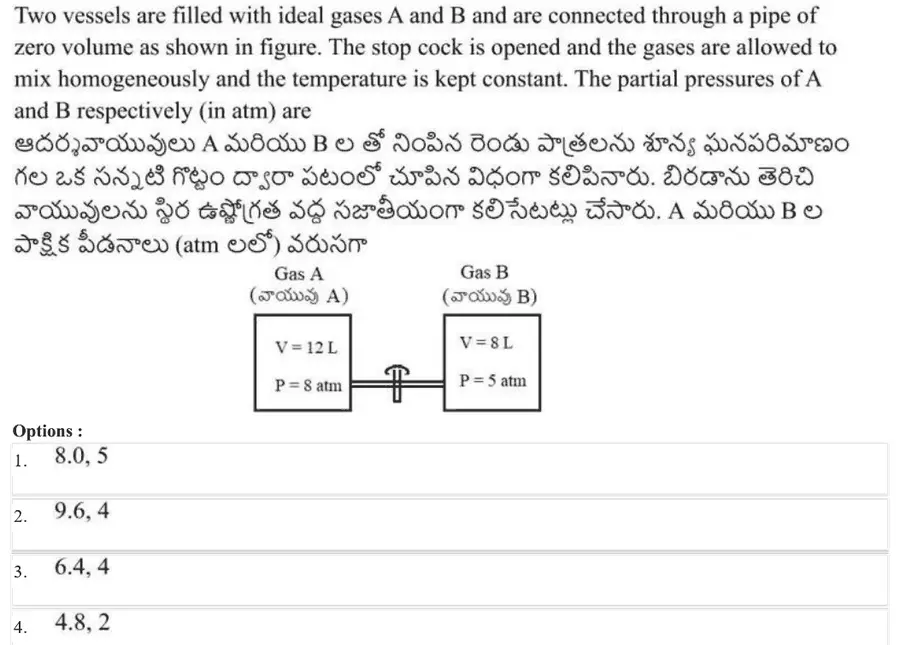 Two vessels are filled with ideal gases A and B and are connected through a pipe of
zero volume as shown in figure. The stop cock is opened and the gases are allowed to
mix homogeneously and the temperature is kept constant. The partial pressures of A
and B respectively (in atm) are
ఆదర్శవాయువులు A మరియు B ల తో నింపిన రెండు పాత్రలను శూన్య ఘనపరిమాణం
గల ఒక సన్నటి గొట్టం ద్వారా పటంలో చూపిన విధంగా కలిపినారు. బిరడాను తెరిచి
వాయువులను స్థిర ఉష్ణోగ్రత వద్ద సజాతీయంగా కలిసేటట్లు చేసారు. A మరియు B ల
పాక్షిక పీడనాలు (atm లలో) వరుసగా
Gas A Gas B
(వాయువు A) (వాయువు B)
V = 12 L V = 8 L
P = 8 atm P = 5 atm
Options :
1. 8.0, 5
2. 9.6, 4
3. 6.4, 4
4. 4.8, 2